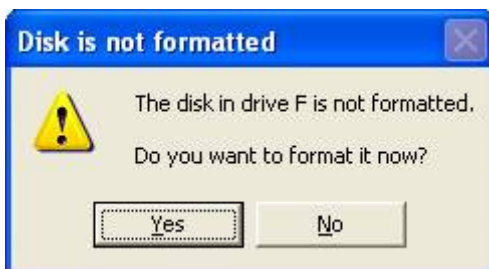 Disk is not formatted
The disk in drive F is not formatted.
Do you want to format it now?
Yes
No